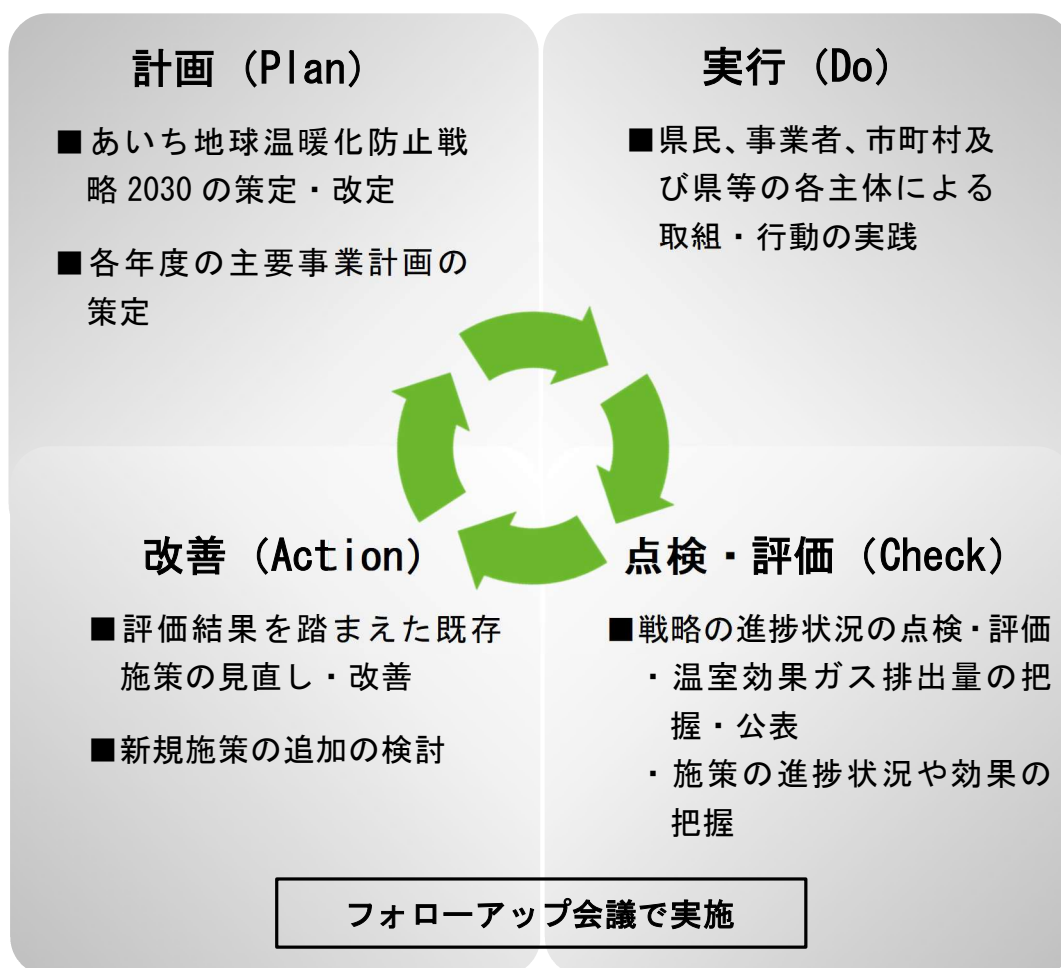 計画（Plan）
■あいち地球温暖化防止戦
略 2030 の策定・改定
■各年度の主要事業計画の
策定
実行（Do）
■県民、事業者、市町村及
び県等の各主体による
取組・行動の実践
改善（Action）
■評価結果を踏まえた既存
施策の見直し・改善
■新規施策の追加の検討
点検・評価（Check）
■戦略の進捗状況の点検・評価
・温室効果ガス排出量の把
握・公表
・施策の進捗状況や効果の
把握
フォローアップ会議で実施